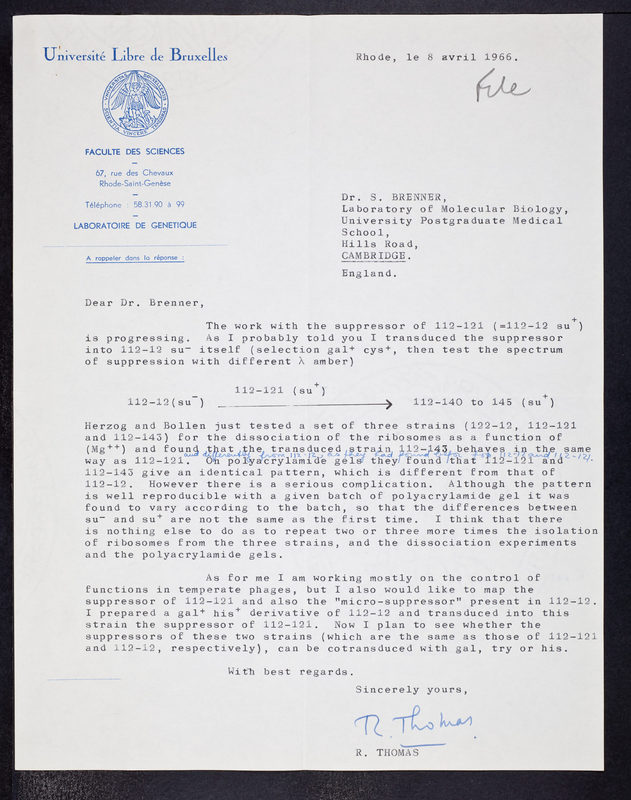 Université Libre de Bruxelles
Rhode, le 8 avril 1966.
File
FACULTE DES SCIENCES
67, rue des Chevaux
Rhode-Saint-Genèse
Téléphone : 58.31.90 à 99
LABORATOIRE DE GENETIQUE
A rappeler dans la réponse :
Dr. S. BRENNER,
Laboratory of Molecular Biology,
University Postgraduate Medical
School,
Hills Road,
CAMBRIDGE.
England.
Dear Dr. Brenner,
The work with the suppressor of 112-121 (=112-12 su+)
is progressing. As I probably told you I transduced the suppressor
into 112-12 su- itself (selection gal+ cys+, then test the spectrum
of suppression with different λ amber)
112-121 (su+)
112-12(su-) 112-140 to 145 (su+)
Herzog and Bollen just tested a set of three strains (122-12, 112-121
and 112-143) for the dissociation of the ribosomes as a function of
(Mg++) and found that the transduced strain 112-143 behaves in the same
and differently from 112-12, as they had found before for 112-12 and 112-121.
way as 112-121. On polyacrylamide gels they found that 112-121 and
112-143 give an identical pattern, which is different from that of
112-12. However there is a serious complication. Although the pattern
is well reproducible with a given batch of polyacrylamide gel it was
found to vary according to the batch, so that the differences between
su- and su+ are not the same as the first time. I think that there
is nothing else to do as to repeat two or three more times the isolation
of ribosomes from the three strains, and the dissociation experiments
and the polyacrylamide gels.
As for me I am working mostly on the control of
functions in temperate phages, but I also would like to map the
suppressor of 112-121 and also the "micro-suppressor" present in 112-12.
I prepared a gal+ his+ derivative of 112-12 and transduced into this
strain the suppressor of 112-121. Now I plan to see whether the
suppressors of these two strains (which are the same as those of 112-121
and 112-12, respectively), can be cotransduced with gal, try or his.
With best regards.
Sincerely yours,
R. Thomas
R. THOMAS